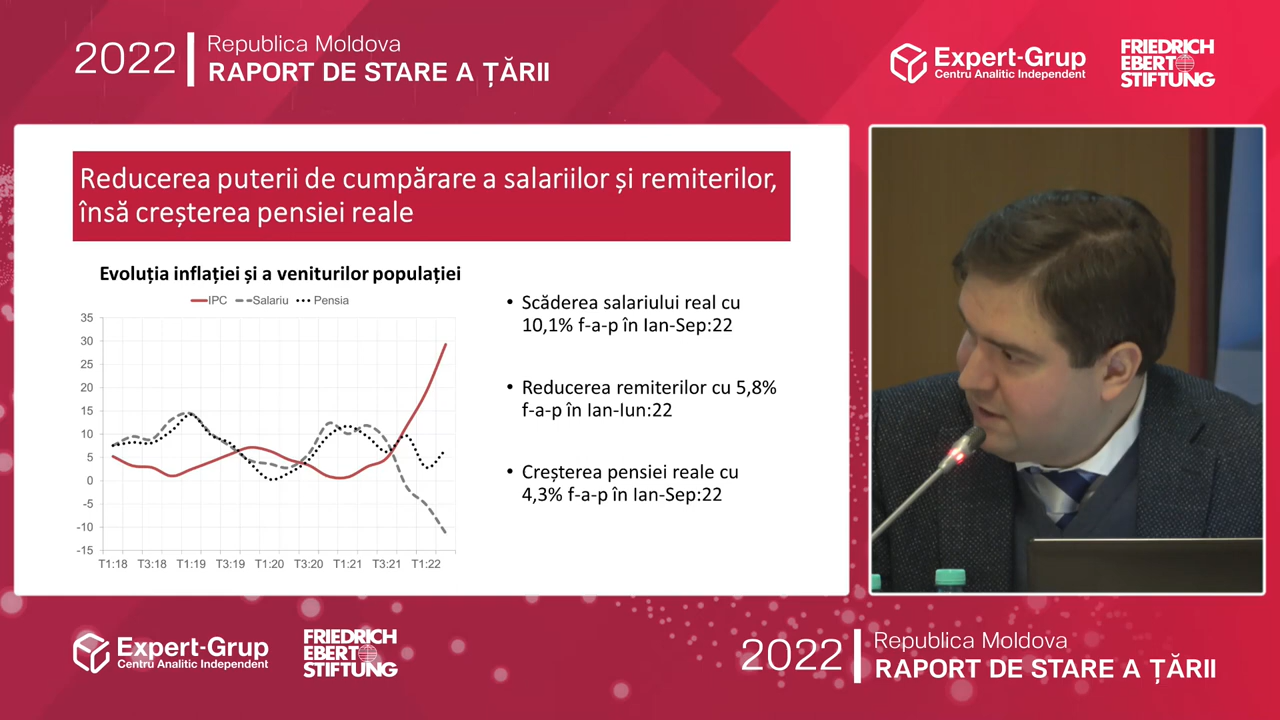 2022
Republica Moldova
RAPORT DE STARE A ȚĂRII
Expert-Grup
Centru Analitic Independent
FRIEDRICH
EBERT
STIFTUNG
Reducerea puterii de cumpărare a salariilor și remiterilor,
însă creșterea pensiei reale
Evoluția inflației și a veniturilor populației
IPC Salariu Pensia
35
30
25
20
15
10
5
0
-5
-10
-15
T1:18 T3:18 T1:19 T3:19 T1:20 T3:20 T1:21 T3:21 T1:22
• Scăderea salariului real cu
10,1% f-a-p în Ian-Sep:22
• Reducerea remiterilor cu 5,8%
f-a-p în Ian-Iun:22
• Creșterea pensiei reale cu
4,3% f-a-p în Ian-Sep:22
Expert-Grup
Centru Analitic Independent
FRIEDRICH
EBERT
STIFTUNG
2022
Republica Moldova
RAPORT DE STARE A ȚĂRII